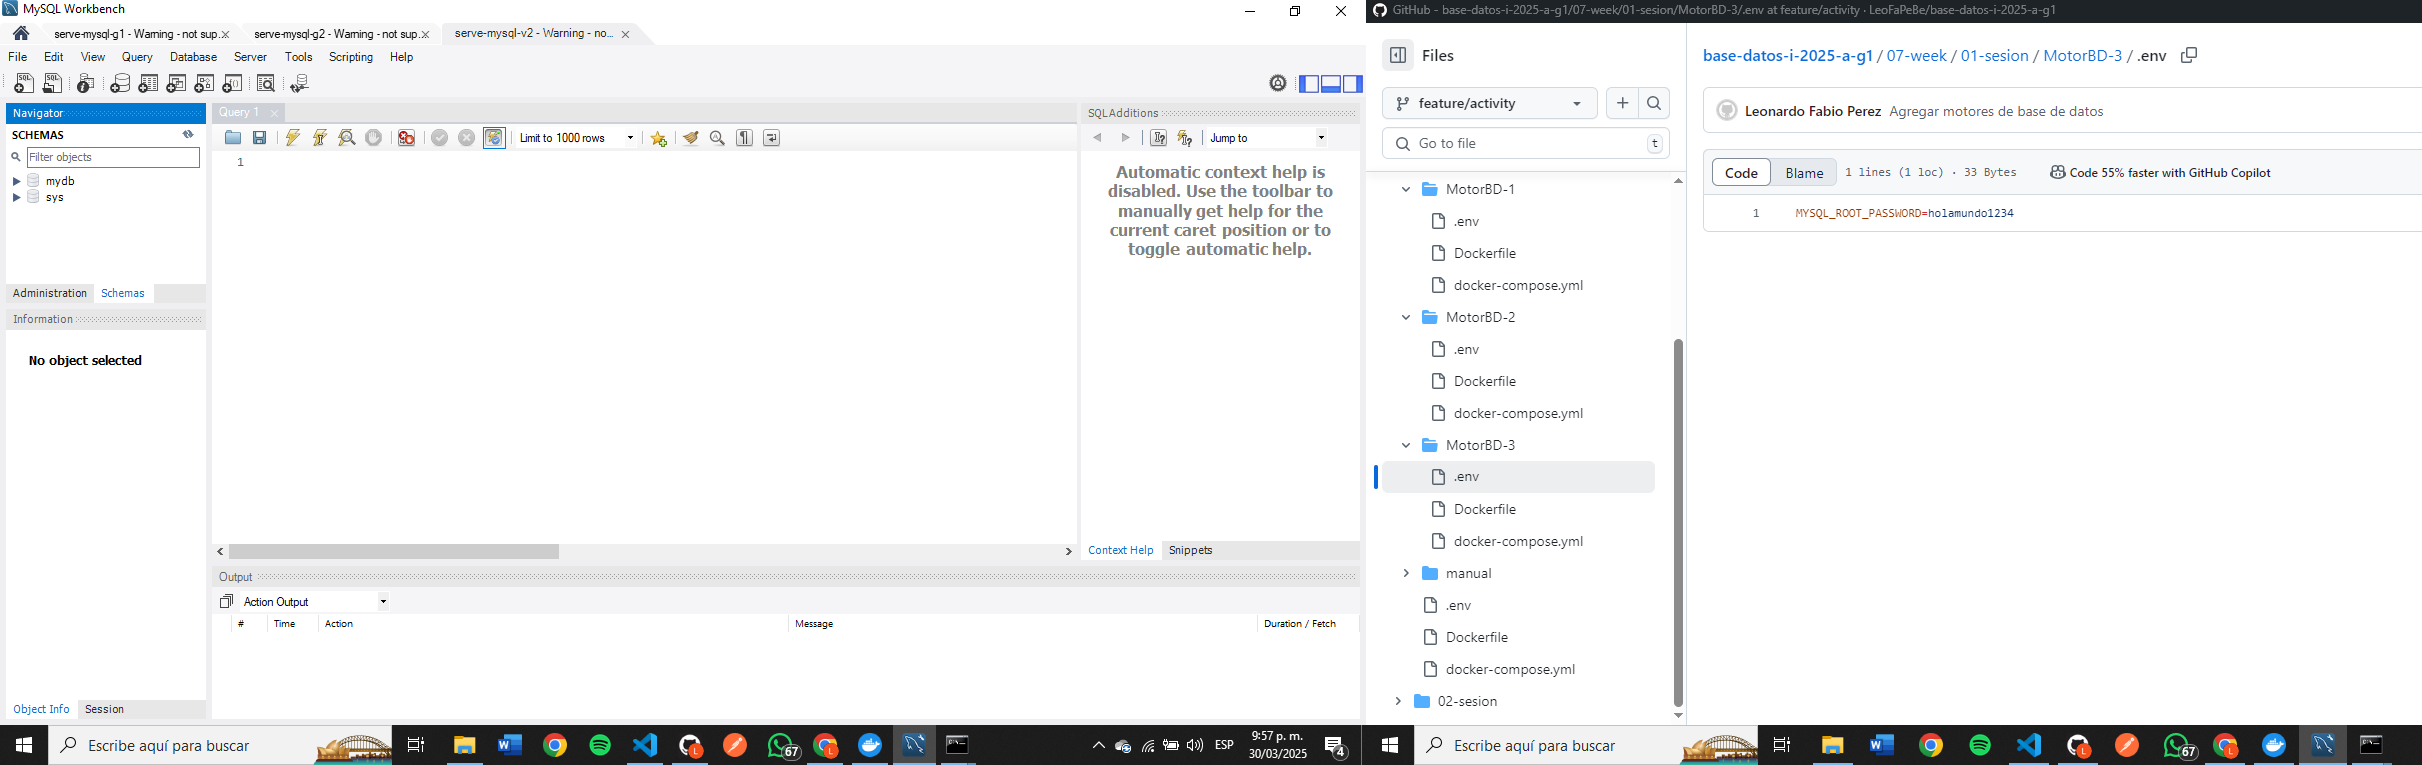 MySQL Workbench
serve-mysql-g1 - Warning - not sup...
serve-mysql-g2 - Warning - not sup...
serve-mysql-v2 - Warning - no...
File Edit View Query Database Server Tools Scripting Help
Navigator
SCHEMAS
Filter objects
mydb
sys
Administration Schemas
Information
No object selected
Object Info Session
Query 1
Limit to 1000 rows
1
SQLAdditions
Jump to
Automatic context help is
disabled. Use the toolbar to
manually get help for the
current caret position or to
toggle automatic help.
Context Help Snippets
Output
Action Output
# Time Action Message Duration / Fetch
Escribe aquí para buscar
67
ESP
9:57 p. m.
30/03/2025
4
GitHub - base-datos-i-2025-a-g1/07-week/01-sesion/MotorBD-3/.env at feature/activity · LeoFaPeBe/base-datos-i-2025-a-g1
Files
feature/activity
Go to file
t
MotorBD-1
.env
Dockerfile
docker-compose.yml
MotorBD-2
.env
Dockerfile
docker-compose.yml
MotorBD-3
.env
Dockerfile
docker-compose.yml
manual
.env
Dockerfile
docker-compose.yml
02-sesion
base-datos-i-2025-a-g1 / 07-week / 01-sesion / MotorBD-3 / .env
Leonardo Fabio Perez Agregar motores de base de datos
Code Blame 1 lines (1 loc) · 33 Bytes Code 55% faster with GitHub Copilot
1 MYSQL_ROOT_PASSWORD=holamundo1234
Escribe aquí para buscar
67